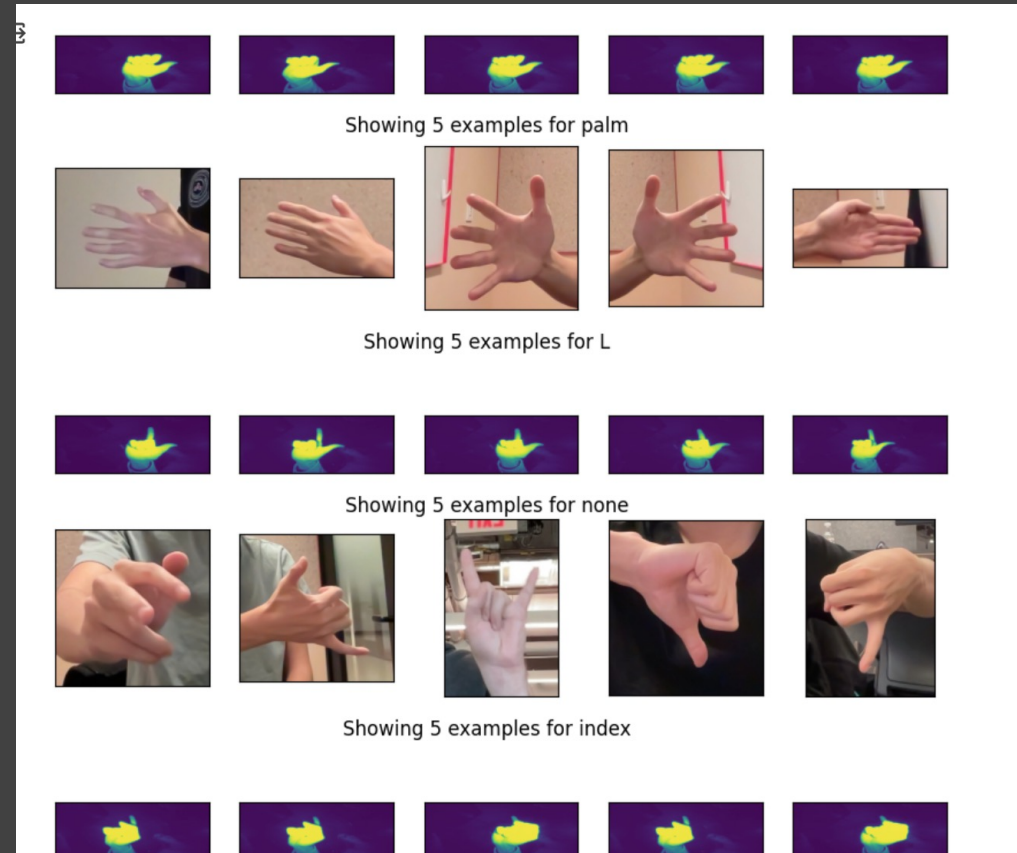 Showing 5 examples for palm
Showing 5 examples for L
Showing 5 examples for none
Showing 5 examples for index